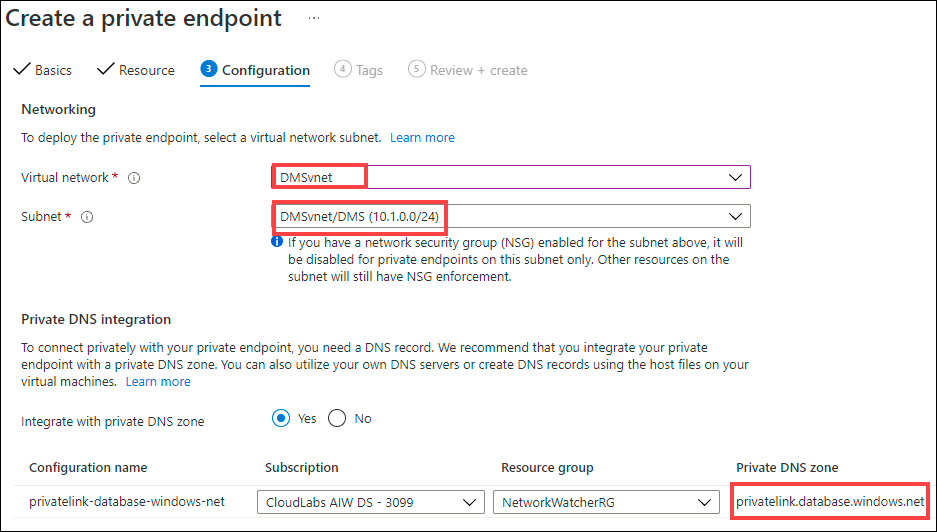 Create a private endpoint ...
Basics Resource 3 Configuration 4 Tags 5 Review + create
Networking
To deploy the private endpoint, select a virtual network subnet. Learn more
Virtual network *
DMSvnet
Subnet *
DMSvnet/DMS (10.1.0.0/24)
If you have a network security group (NSG) enabled for the subnet above, it will
be disabled for private endpoints on this subnet only. Other resources on the
subnet will still have NSG enforcement.
Private DNS integration
To connect privately with your private endpoint, you need a DNS record. We recommend that you integrate your private
endpoint with a private DNS zone. You can also utilize your own DNS servers or create DNS records using the host files on your
virtual machines. Learn more
Integrate with private DNS zone Yes No
Configuration name Subscription Resource group Private DNS zone
privatelink-database-windows-net CloudLabs AIW DS - 3099 NetworkWatcherRG privatelink.database.windows.net